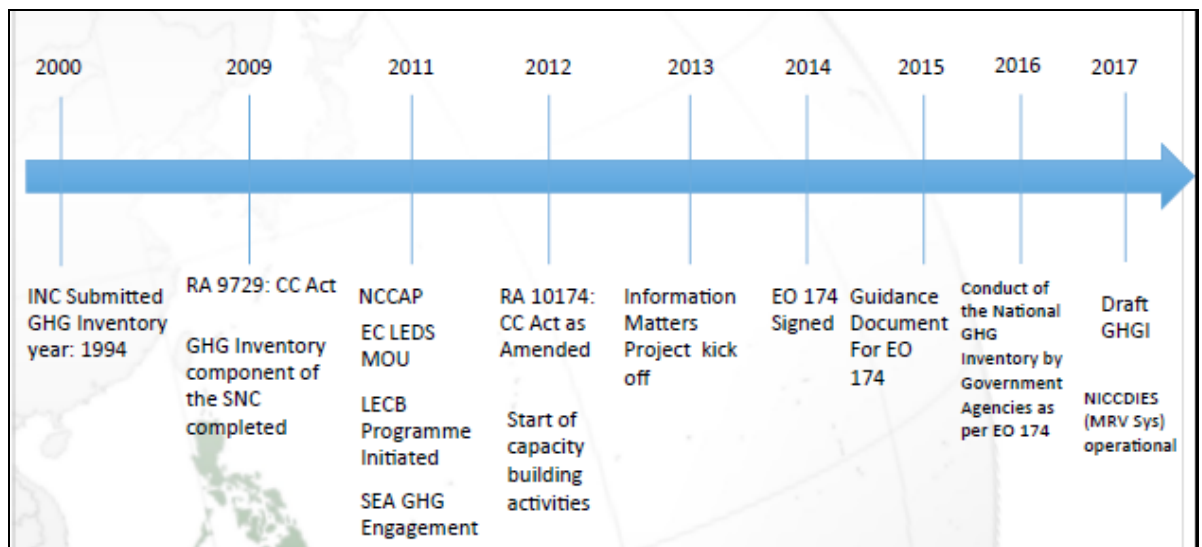 2000
2009
2011
2012
2013
2014
2015
2016
2017
INC Submitted
GHG Inventory
year: 1994
RA 9729: CC Act
GHG Inventory
component of
the SNC
completed
NCCAP
EC LEDS
MOU
LECB
Programme
Initiated
SEA GHG
Engagement
RA 10174:
CC Act as
Amended
Start of
capacity
building
activities
Information
Matters
Project kick
off
EO 174
Signed
Guidance
Document
For EO
174
Conduct of
the National
GHG
Inventory by
Government
Agencies as
per EO 174
Draft
GHGI
NICCDIES
(MRV Sys)
operational